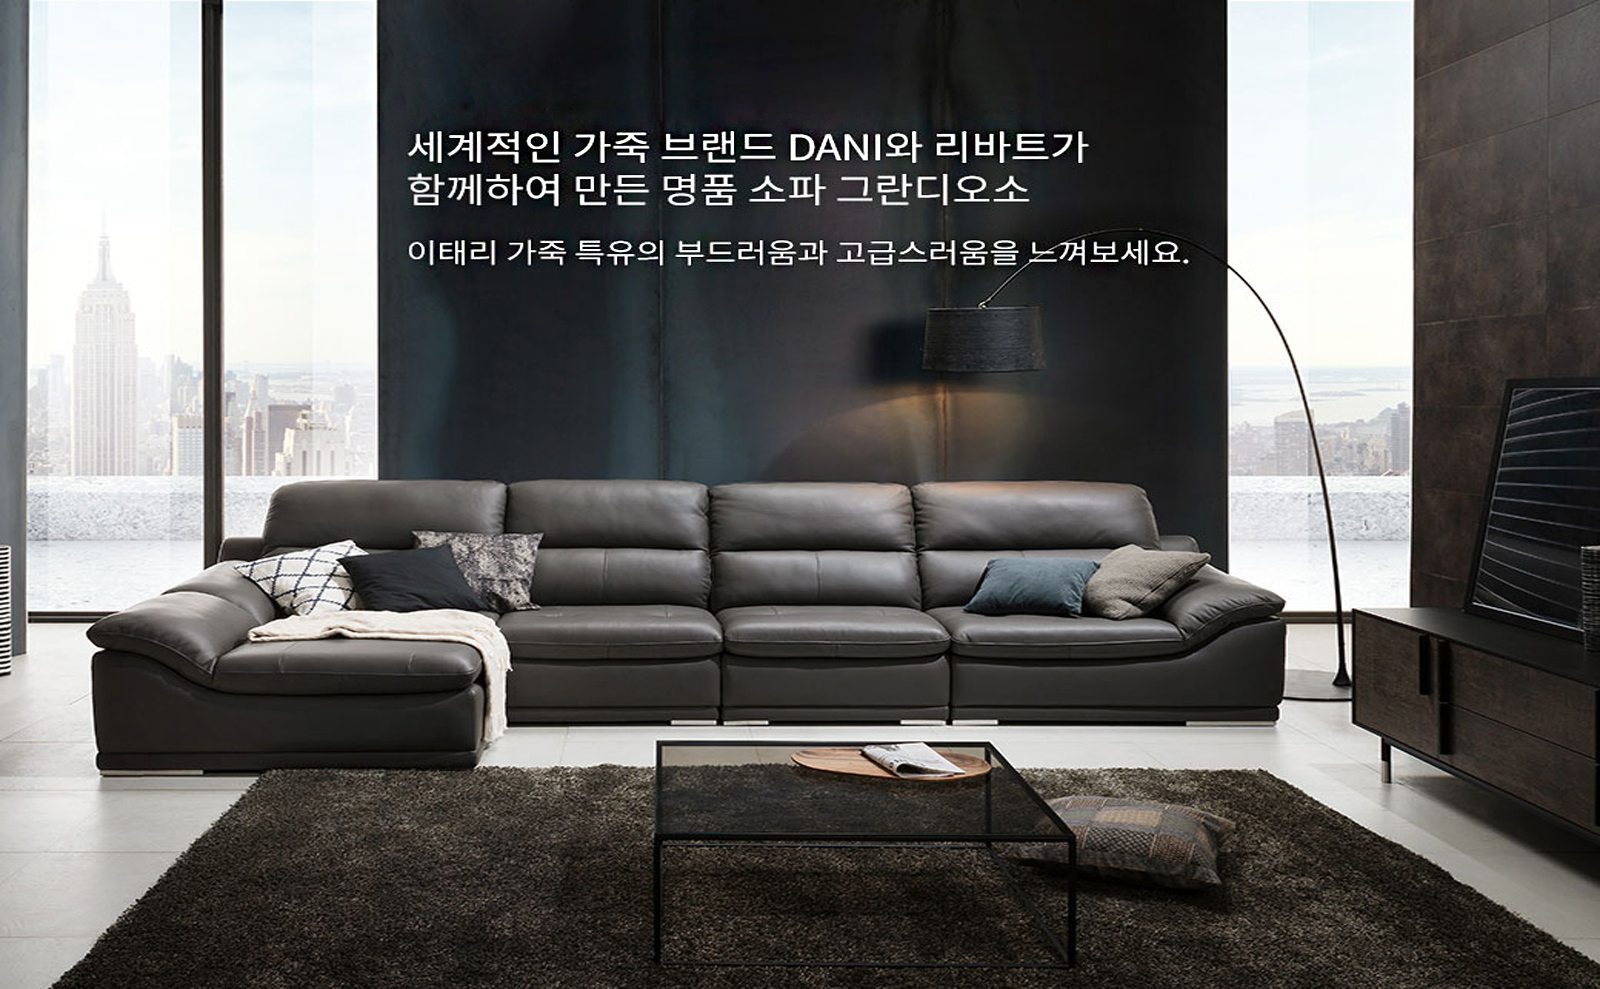 세계적인 가죽 브랜드 DANI와 리바트가
함께하여 만든 명품 소파 그란디오소
이태리 가죽 특유의 부드러움과 고급스러움을 느껴보세요.